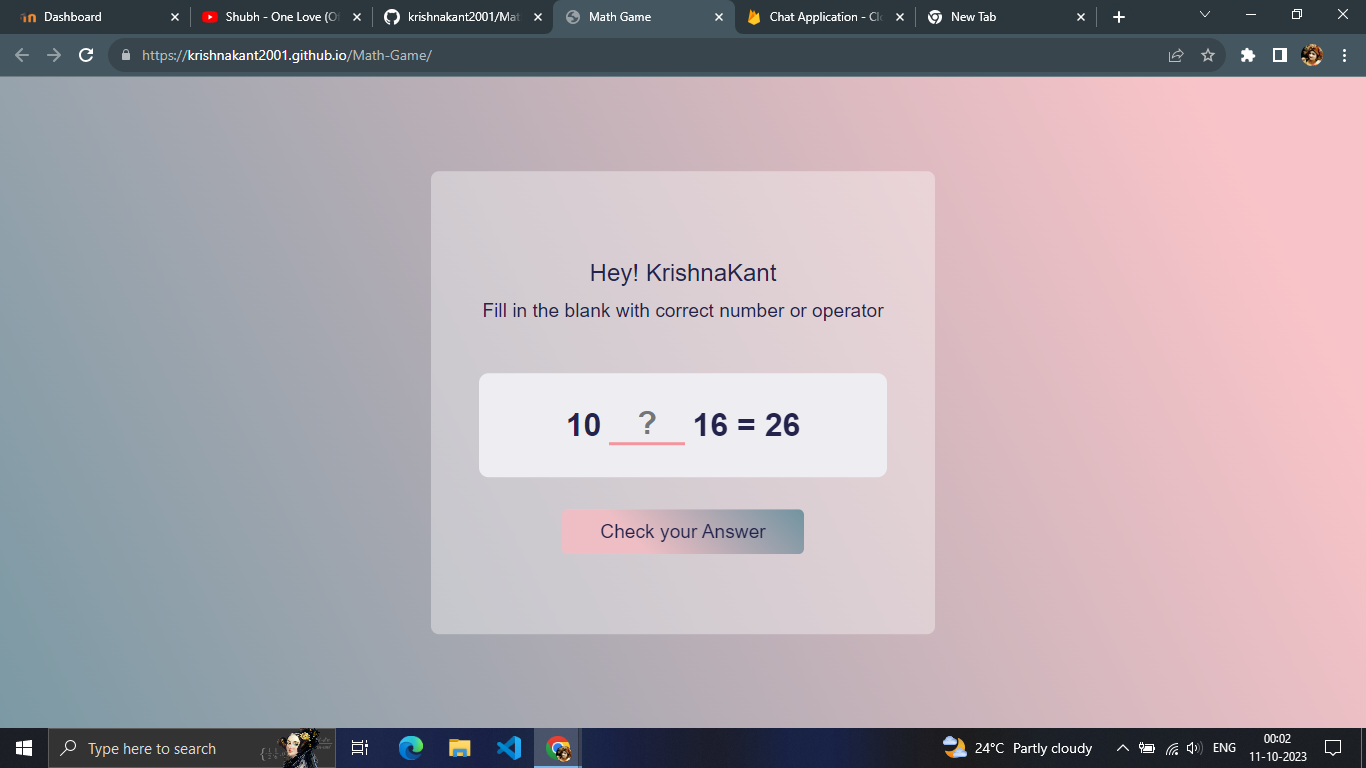 Dashboard
Shubh - One Love (Of
krishnakant2001/Mat
Math Game
Chat Application - Cl
New Tab
https://krishnakant2001.github.io/Math-Game/
Hey! KrishnaKant
Fill in the blank with correct number or operator
10 ? 16 = 26
Check your Answer
Type here to search
24°C Partly cloudy
ENG
00:02
11-10-2023